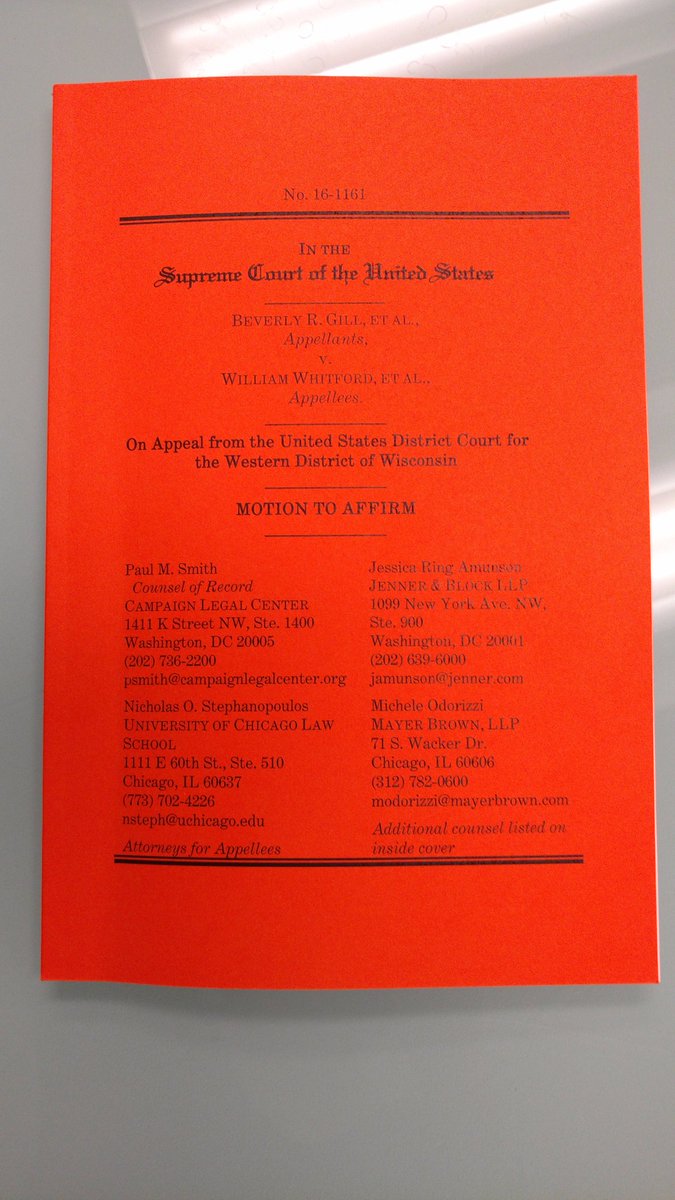 No. 16-1161
IN THE
Supreme Court of the United States
BEVERLY R. GILL, ET AL.,
Appellants,
v.
WILLIAM WHITFORD, ET AL.,
Appellees.
On Appeal from the United States District Court for
the Western District of Wisconsin
MOTION TO AFFIRM
Paul M. Smith
Counsel of Record
CAMPAIGN LEGAL CENTER
1411 K Street NW, Ste. 1400
Washington, DC 20005
(202) 736-2200
psmith@campaignlegalcenter.org
Nicholas O. Stephanopoulos
UNIVERSITY OF CHICAGO LAW
SCHOOL
1111 E 60th St., Ste. 510
Chicago, IL 60637
(773) 702-4226
nsteph@uchicago.edu
Attorneys for Appellees
Jessica Ring Amunson
JENNER & BLOCK LLP
1099 New York Ave. NW,
Ste. 900
Washington, DC 20001
(202) 639-6000
jamunson@jenner.com
Michele Odorizzi
MAYER BROWN, LLP
71 S. Wacker Dr.
Chicago, IL 60606
(312) 782-0600
modorizzi@mayerbrown.com
Additional counsel listed on
inside cover